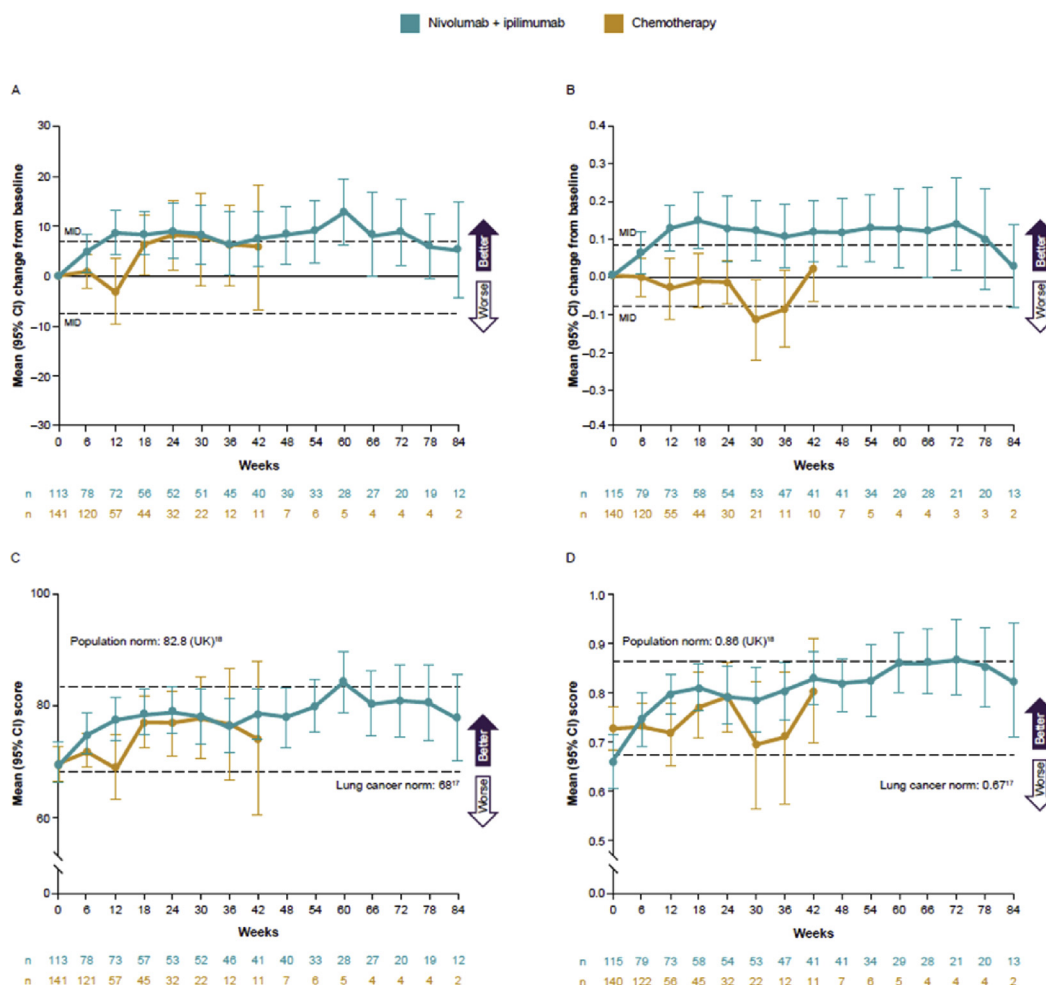 Nivolumab + ipilimumab Chemotherapy
A
Mean (95% CI) change from baseline
30
20
10
0
–10
–20
–30
MID
MID
Better
Worse
0 6 12 18 24 30 36 42 48 54 60 66 72 78 84
Weeks
n 113 78 72 56 52 51 45 40 39 33 28 27 20 19 12
n 141 120 57 44 32 22 12 11 7 6 5 4 4 4 2
B
Mean (95% CI) change from baseline
0.4
0.3
0.2
0.1
0.0
–0.1
–0.2
–0.3
–0.4
MID
MID
Better
Worse
0 6 12 18 24 30 36 42 48 54 60 66 72 78 84
Weeks
n 115 79 73 58 54 53 47 41 41 34 29 28 21 20 13
n 140 120 55 44 30 21 11 10 7 5 4 4 3 3 2
C
Mean (95% CI) score
100
80
60
0
Population norm: 82.8 (UK)¹⁸
Lung cancer norm: 68¹⁷
Better
Worse
0 6 12 18 24 30 36 42 48 54 60 66 72 78 84
Weeks
n 113 78 73 57 53 52 46 41 40 33 28 27 20 19 12
n 141 121 57 45 32 22 12 11 7 6 5 4 4 4 2
D
Mean (95% CI) score
1.0
0.9
0.8
0.7
0.6
0.5
0.0
Population norm: 0.86 (UK)¹⁸
Lung cancer norm: 0.67¹⁷
Better
Worse
0 6 12 18 24 30 36 42 48 54 60 66 72 78 84
Weeks
n 115 79 73 58 54 53 47 41 41 34 29 28 21 20 13
n 140 122 56 45 32 22 12 11 7 6 5 4 4 4 2